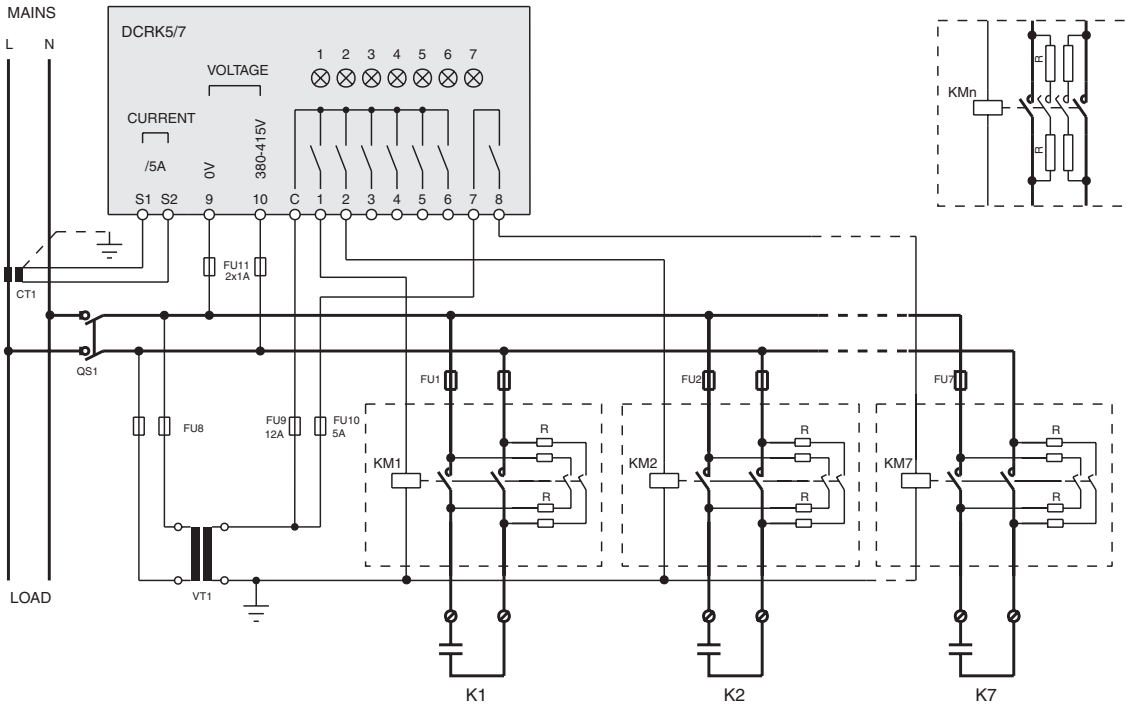 MAINS
L N
DCRK5/7
1 2 3 4 5 6 7
VOLTAGE
CURRENT
/5A
0V
380-415V
S1 S2 9 10 C 1 2 3 4 5 6 7 8
KMn
R
R
CT1
FU11
2x1A
QS1
FU8
FU9
12A
FU10
5A
FU1
FU2
FU7
KM1
R
R
KM2
R
R
KM7
R
R
VT1
LOAD
K1 K2 K7